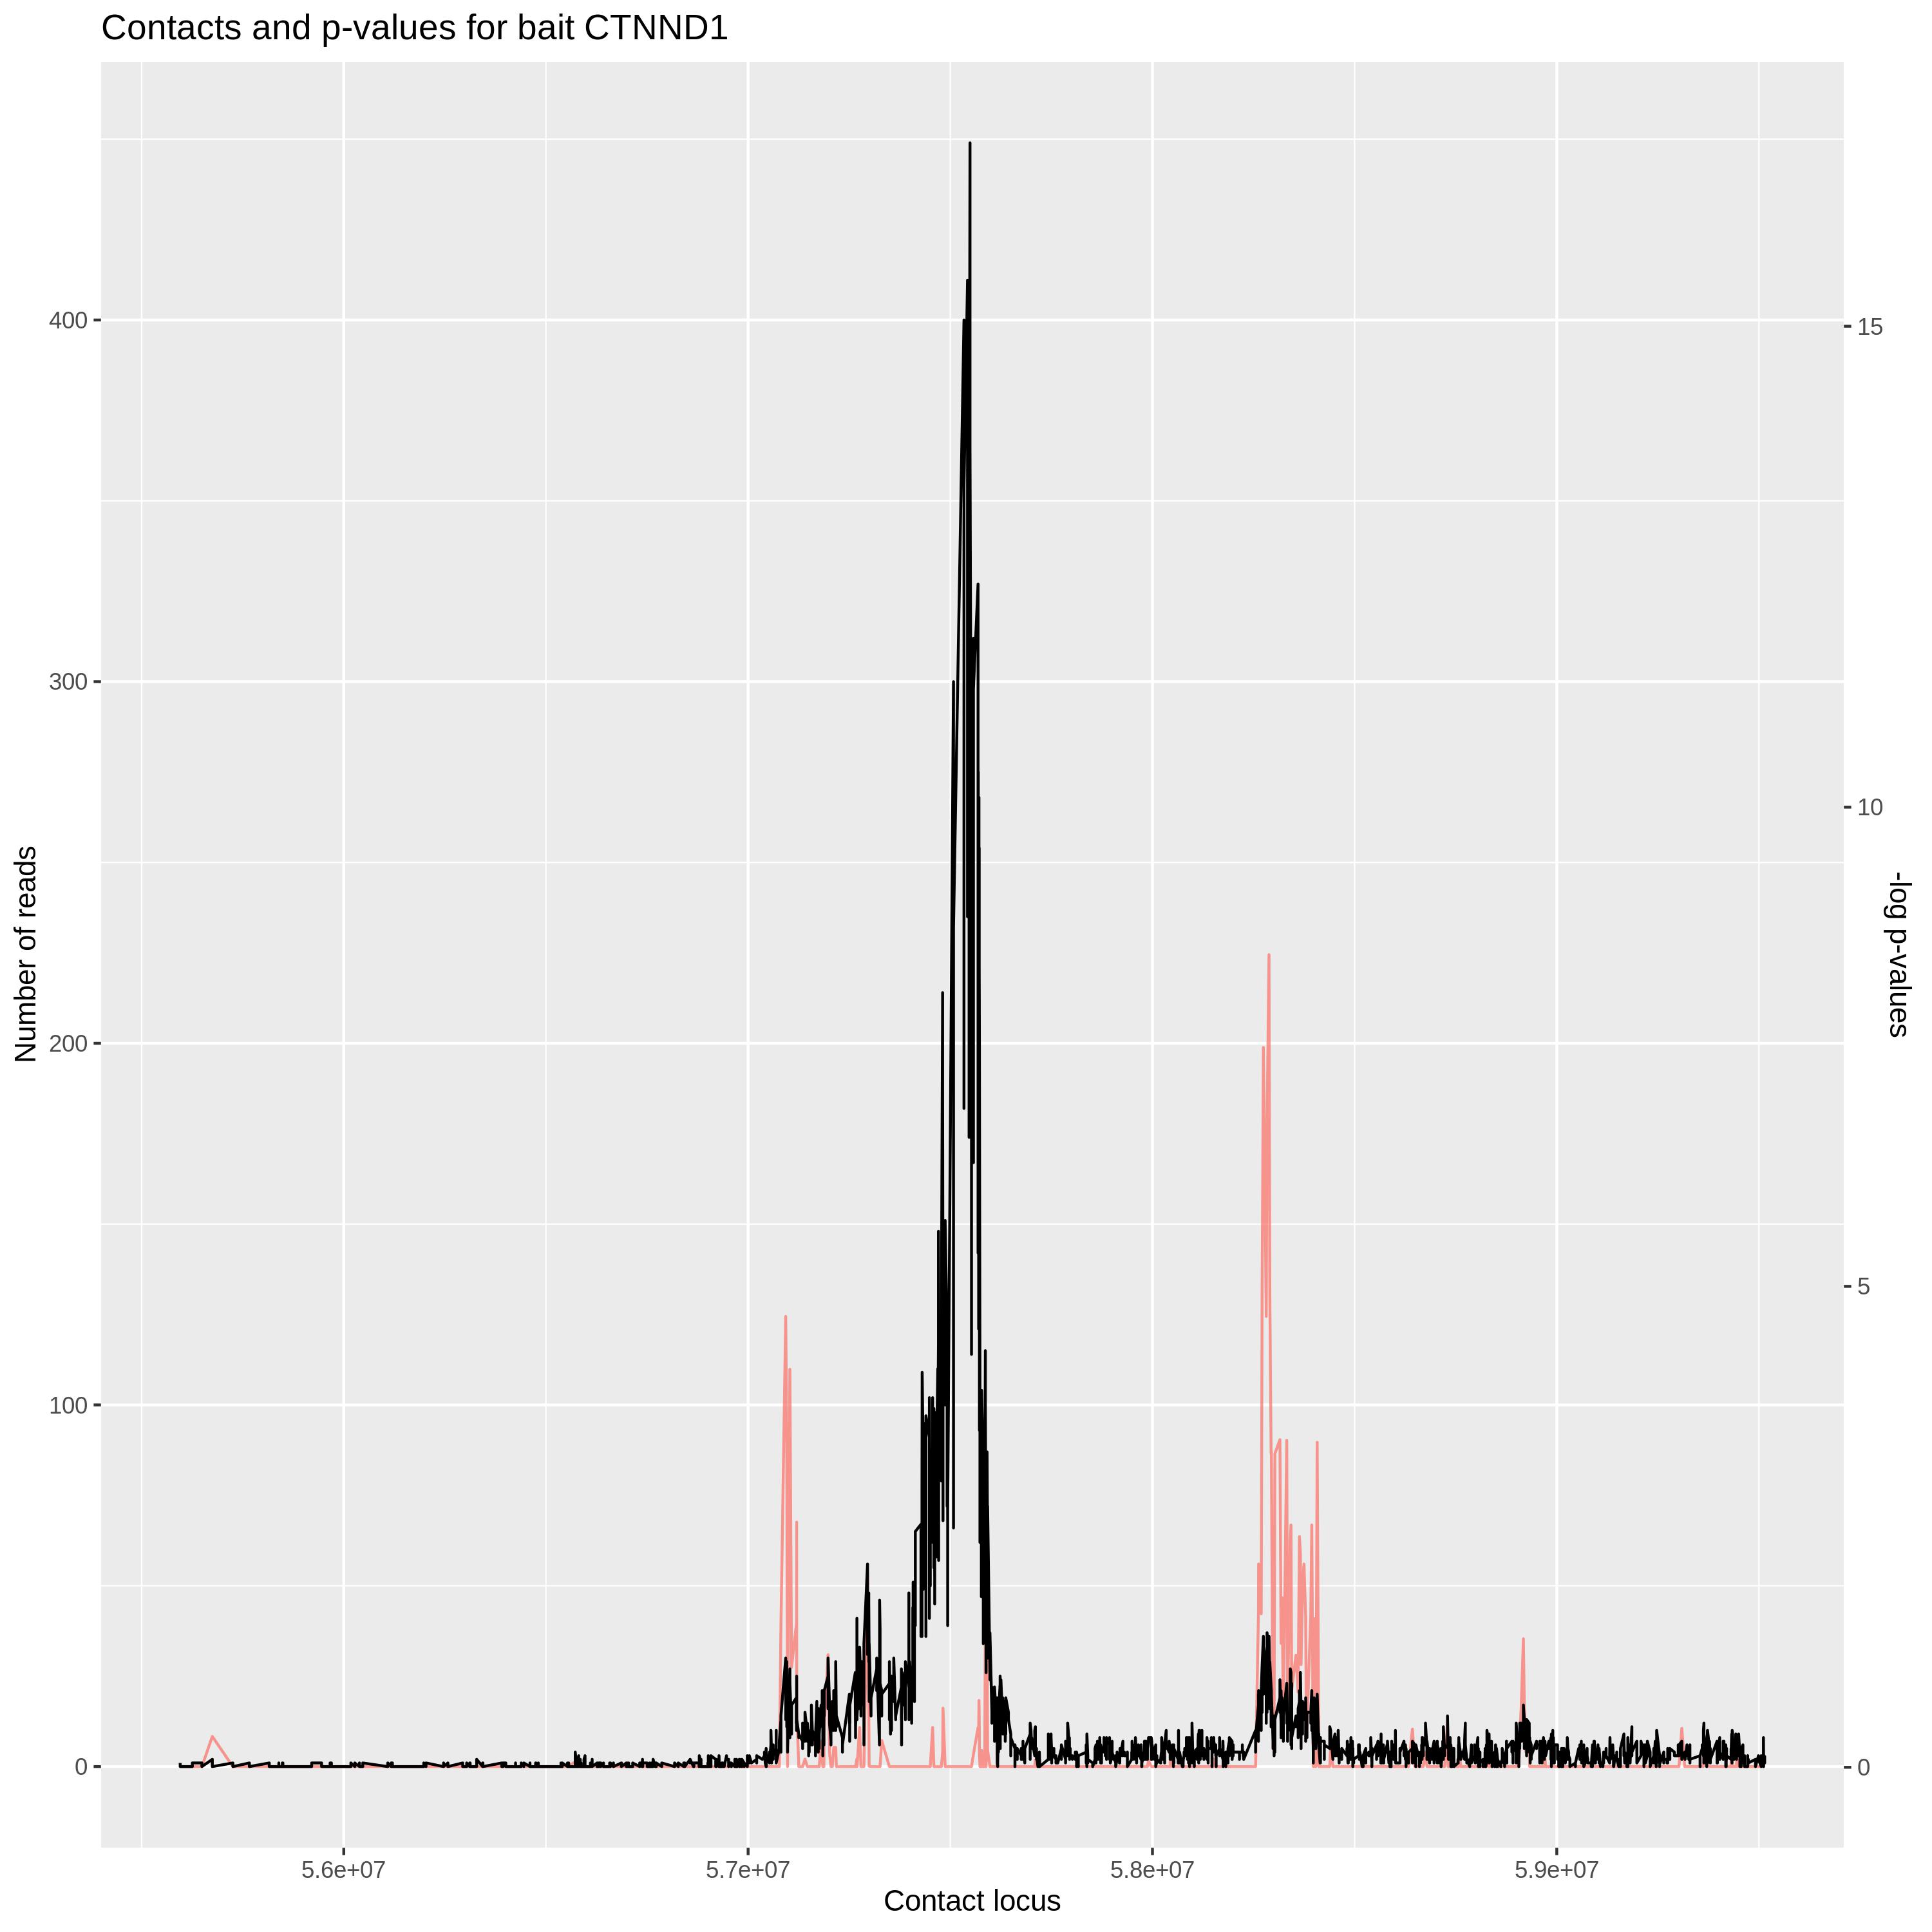 Contacts and p-values for bait CTNND1
Number of reads
400
300
200
100
0
15
10
5
0
-log p-values
5.6e+07
5.7e+07
5.8e+07
5.9e+07
Contact locus